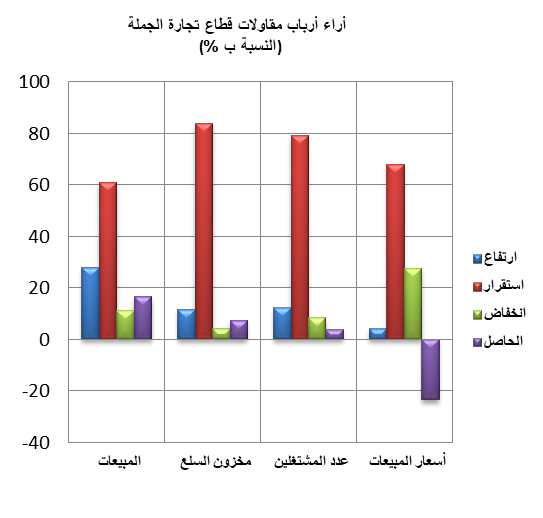 أراء أرباب مقاولات قطاع تجارة الجملة
(النسبة ب %)
100
80
60
40
20
0
-20
-40
المبيعات
مخزون السلع
عدد المشتغلين
أسعار المبيعات
ارتفاع
استقرار
انخفاض
الحاصل